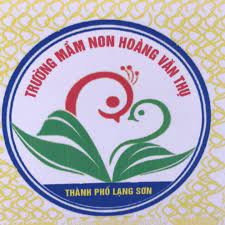 TRƯỜNG MẦM NON HOÀNG VĂN THỤ
THÀNH PHỐ LẠNG SƠN